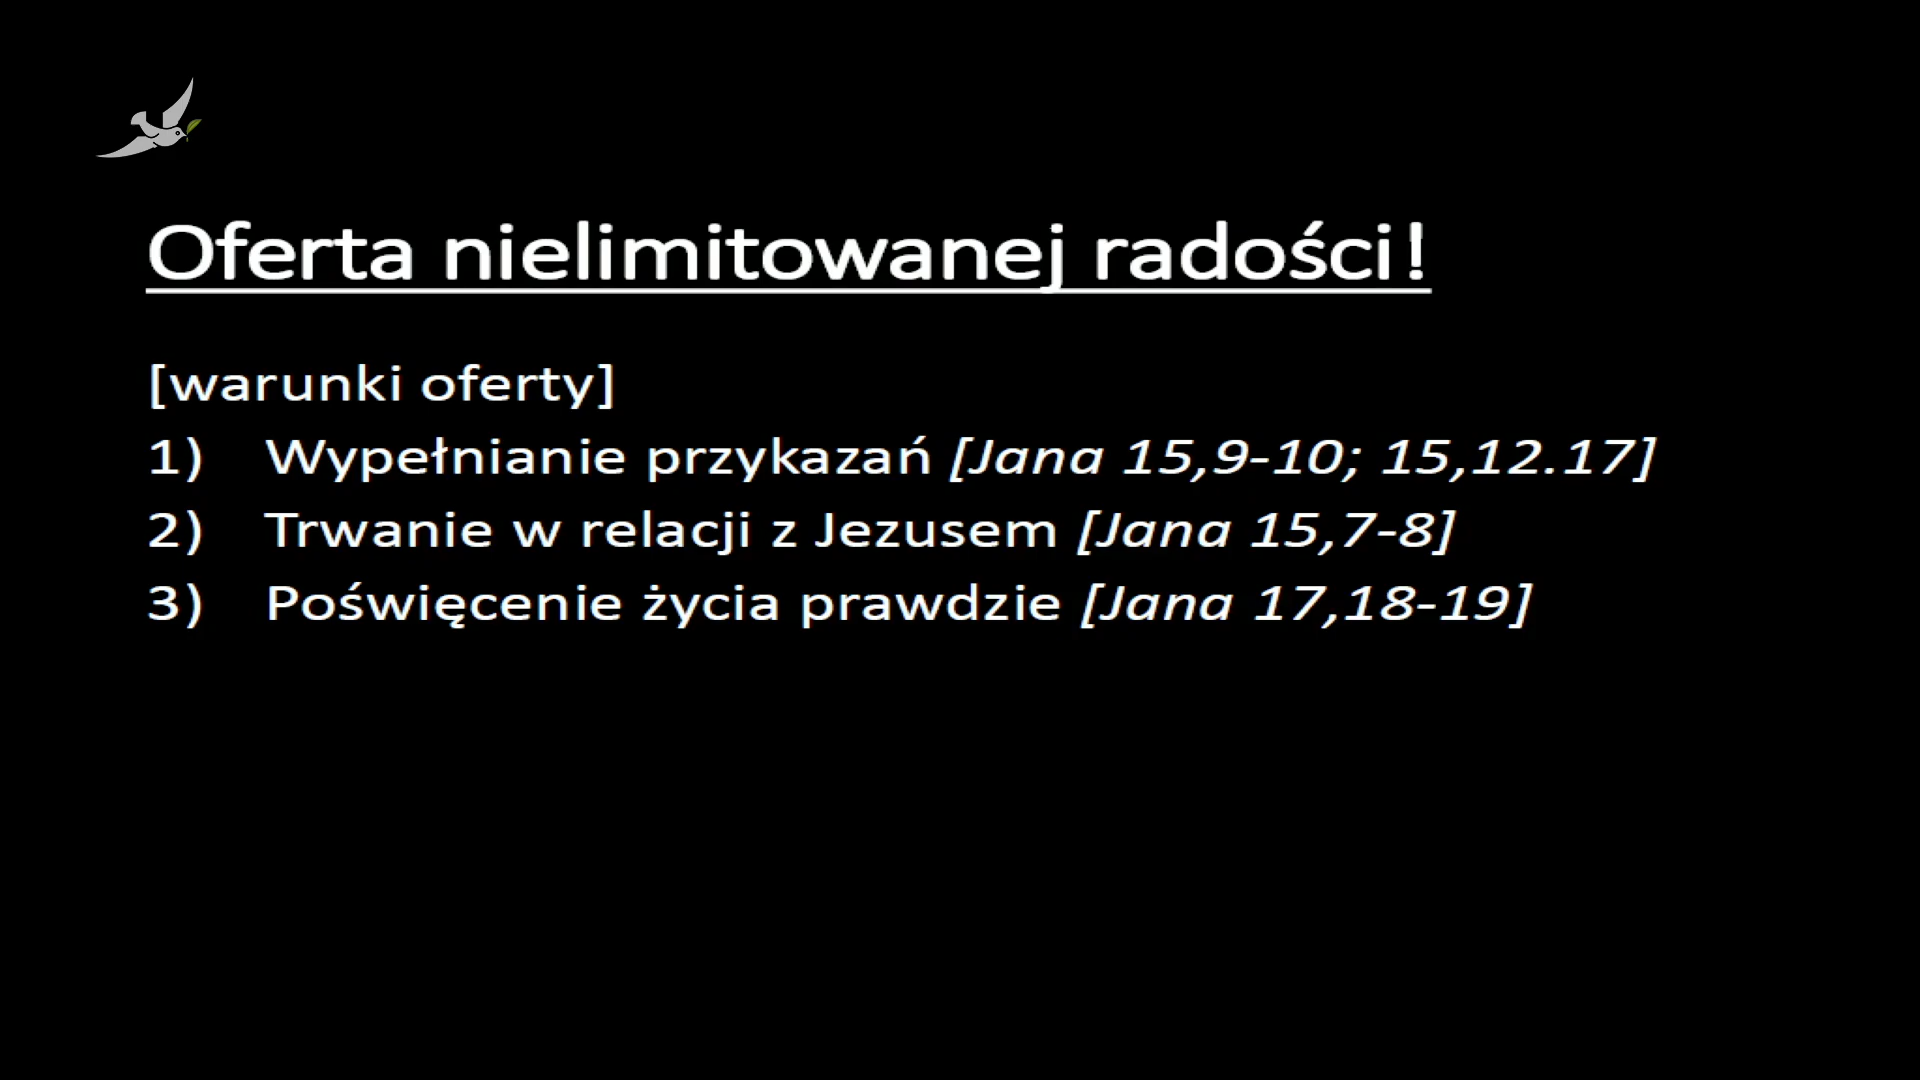 Oferta nielimitowanej radości!
[warunki oferty]
1) Wypełnianie przykazań [Jana 15,9-10; 15,12.17]
2) Trwanie w relacji z Jezusem [Jana 15,7-8]
3) Poświęcenie życia prawdzie [Jana 17,18-19]